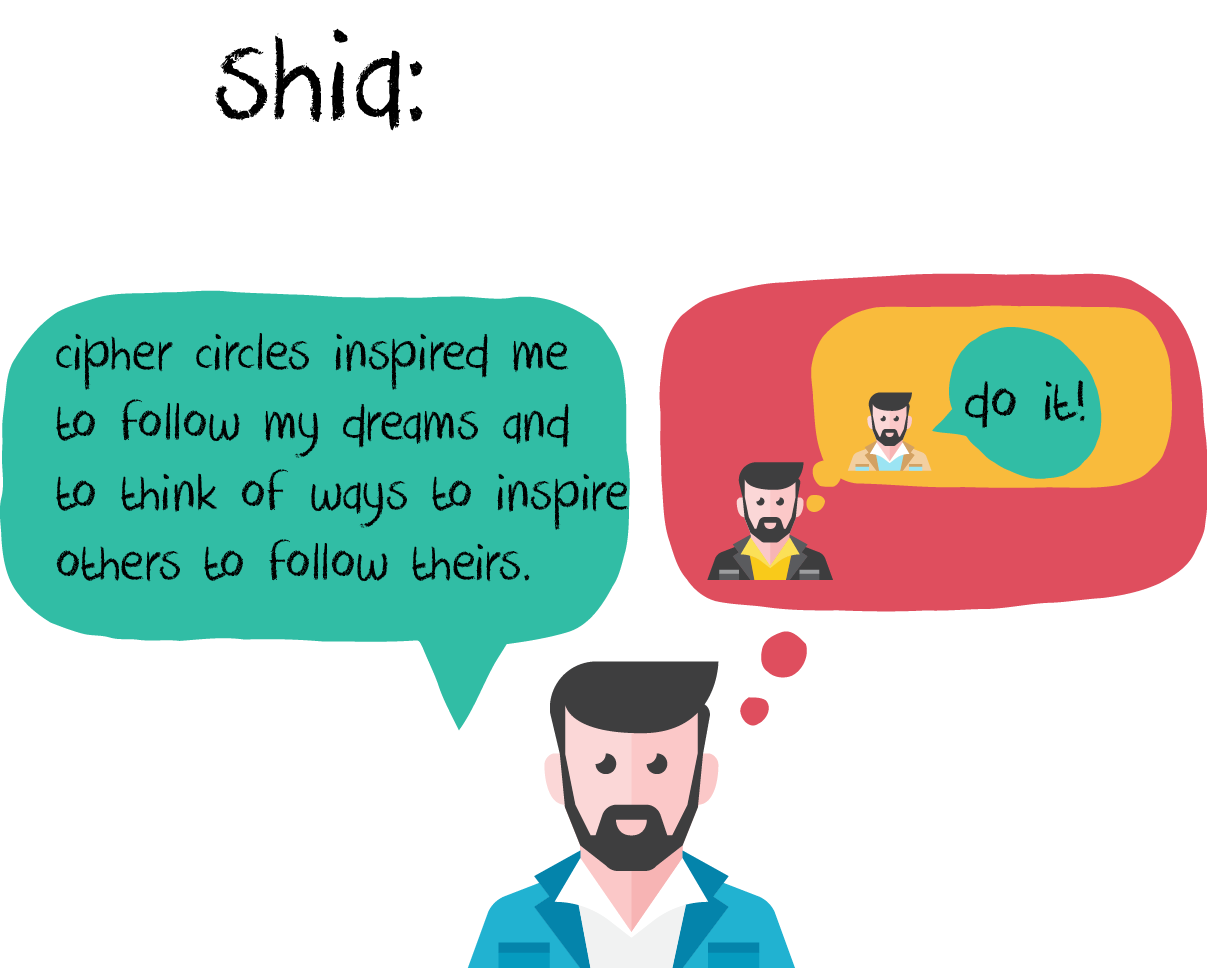 Shid:
cipher circles inspired me
to follow my dreams and
to think of ways to inspire
others to follow theirs.
do it!